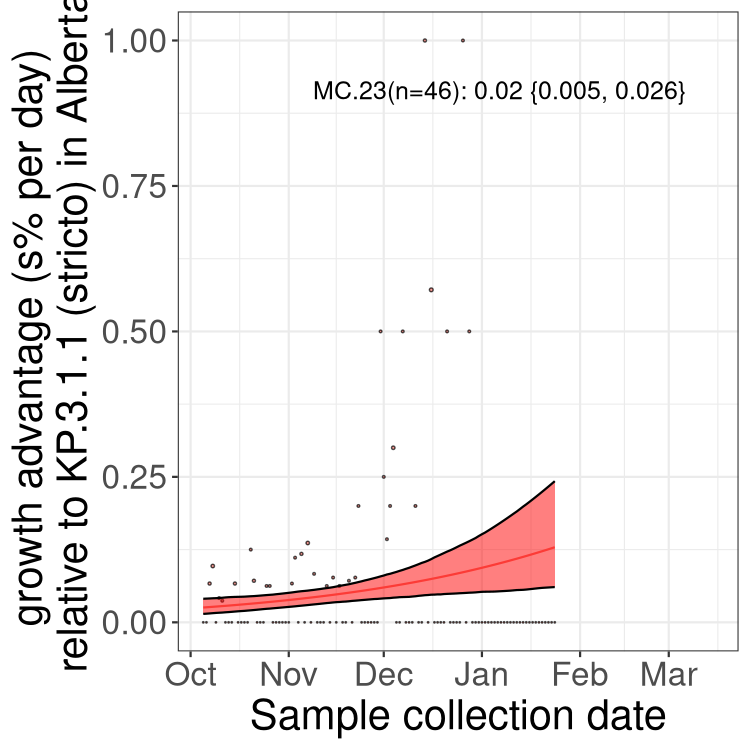 growth advantage (s% per day)
relative to KP.3.1.1 (stricto) in Alberta
1.00
0.75
0.50
0.25
0.00
MC.23(n=46): 0.02 {0.005, 0.026}
Oct Nov Dec Jan Feb Mar
Sample collection date